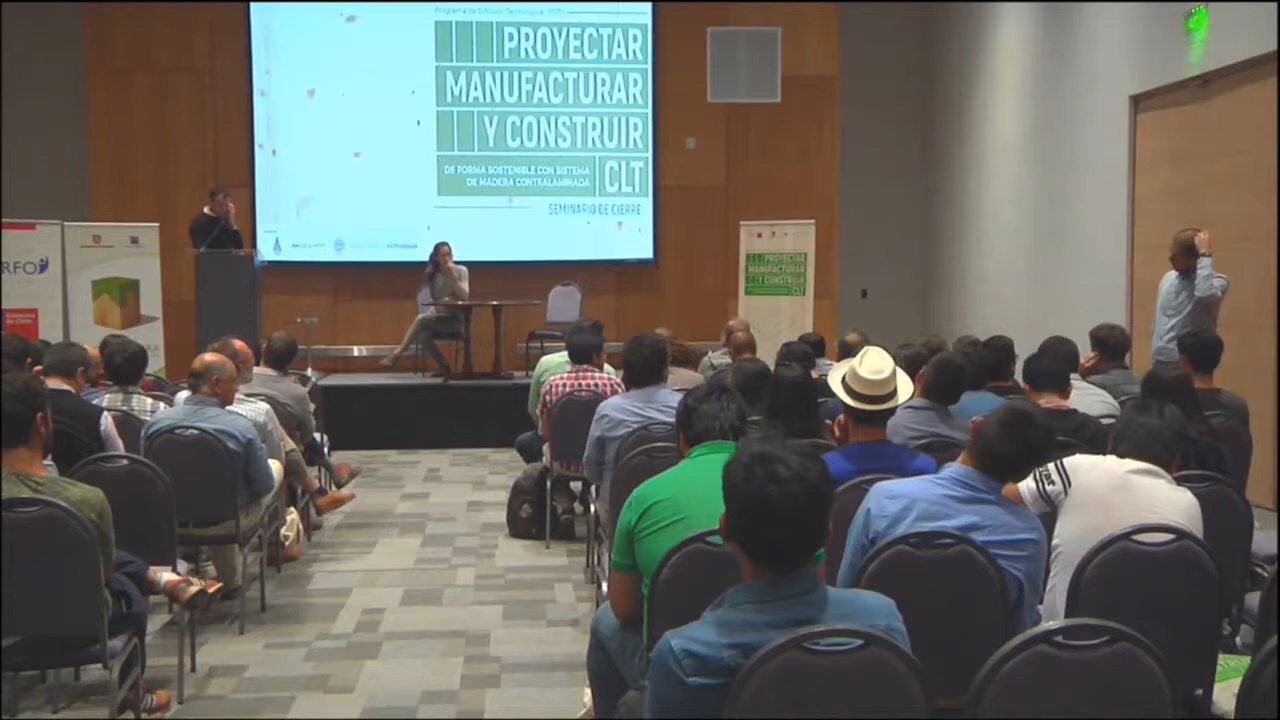 Programa de Difusión Tecnológica
PROYECTAR
MANUFACTURAR
Y CONSTRUIR
DE FORMA SOSTENIBLE CON SISTEMA
DE MADERA CONTRALAMINADA
CLT
SEMINARIO DE CIERRE
RFO
PROYECTAR
MANUFACTURAR
Y CONSTRUIR
CLT